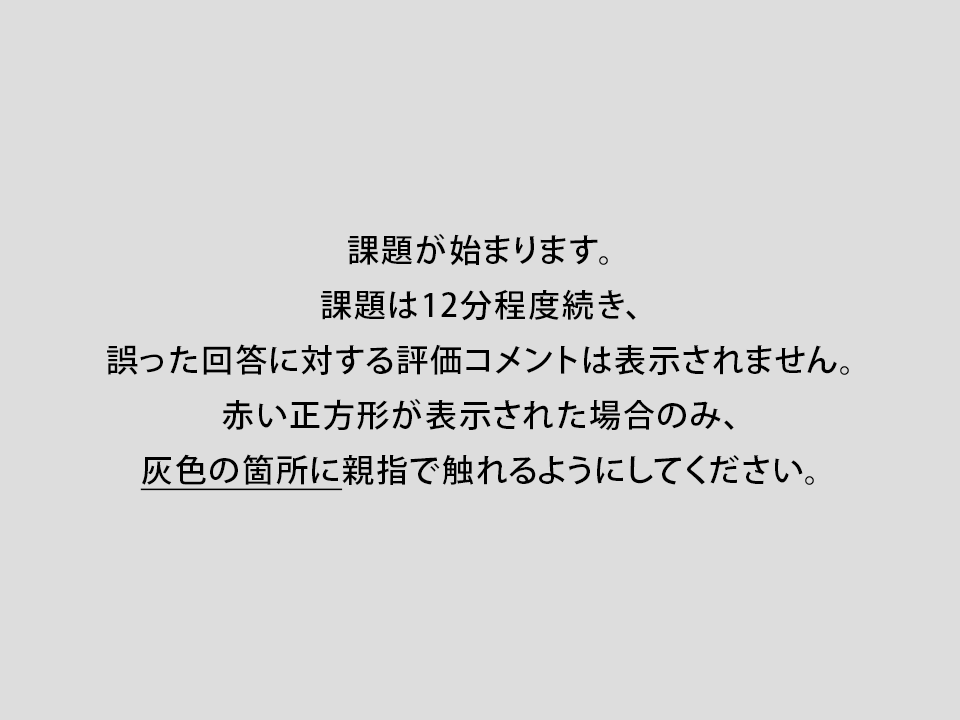 課題が始まります。
課題は12分程度続き、
誤った回答に対する評価コメントは表示されません。
赤い正方形が表示された場合のみ、
灰色の箇所に親指で触れるようにしてください。